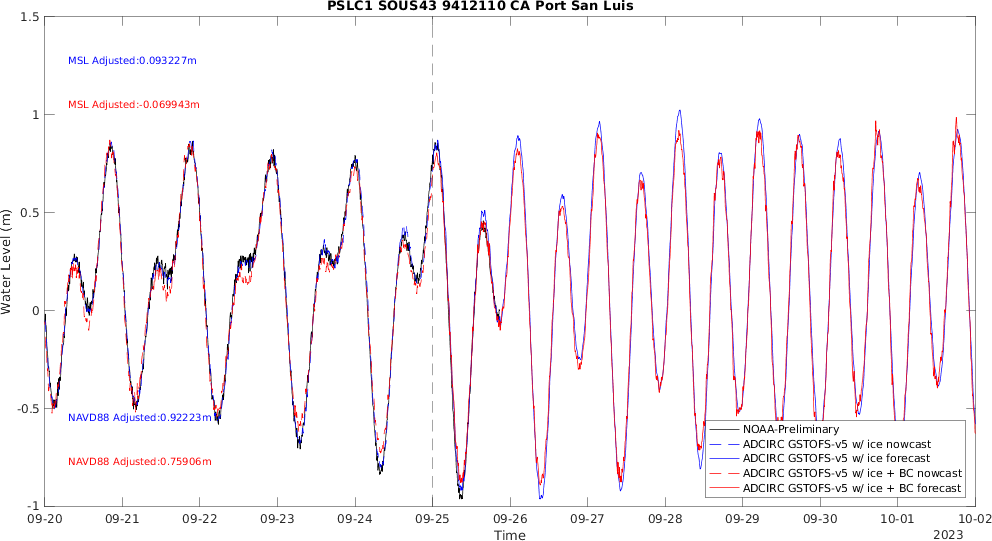 PSLC1 SOUS43 9412110 CA Port San Luis
1.5
1
0.5
0
-0.5
-1
Water Level (m)
MSL Adjusted:0.093227m
MSL Adjusted:-0.069943m
NAVD88 Adjusted:0.92223m
NAVD88 Adjusted:0.75906m
NOAA-Preliminary
ADCIRC GSTOFS-v5 w/ ice nowcast
ADCIRC GSTOFS-v5 w/ ice forecast
ADCIRC GSTOFS-v5 w/ ice + BC nowcast
ADCIRC GSTOFS-v5 w/ ice + BC forecast
09-20 09-21 09-22 09-23 09-24 09-25 09-26 09-27 09-28 09-29 09-30 10-01 10-02
2023
Time